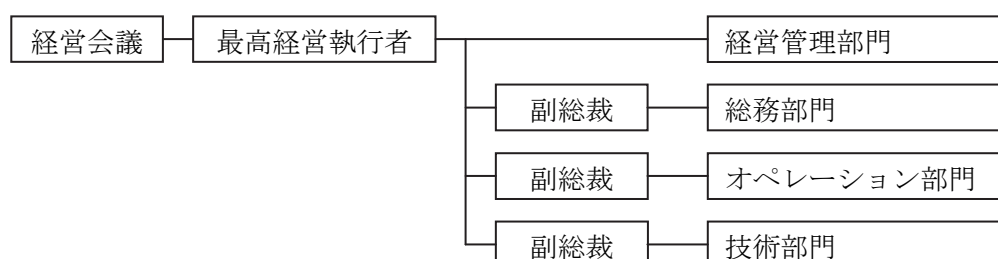 経営会議 最高経営執行者 経営管理部門
副総裁 総務部門
副総裁 オペレーション部門
副総裁 技術部門